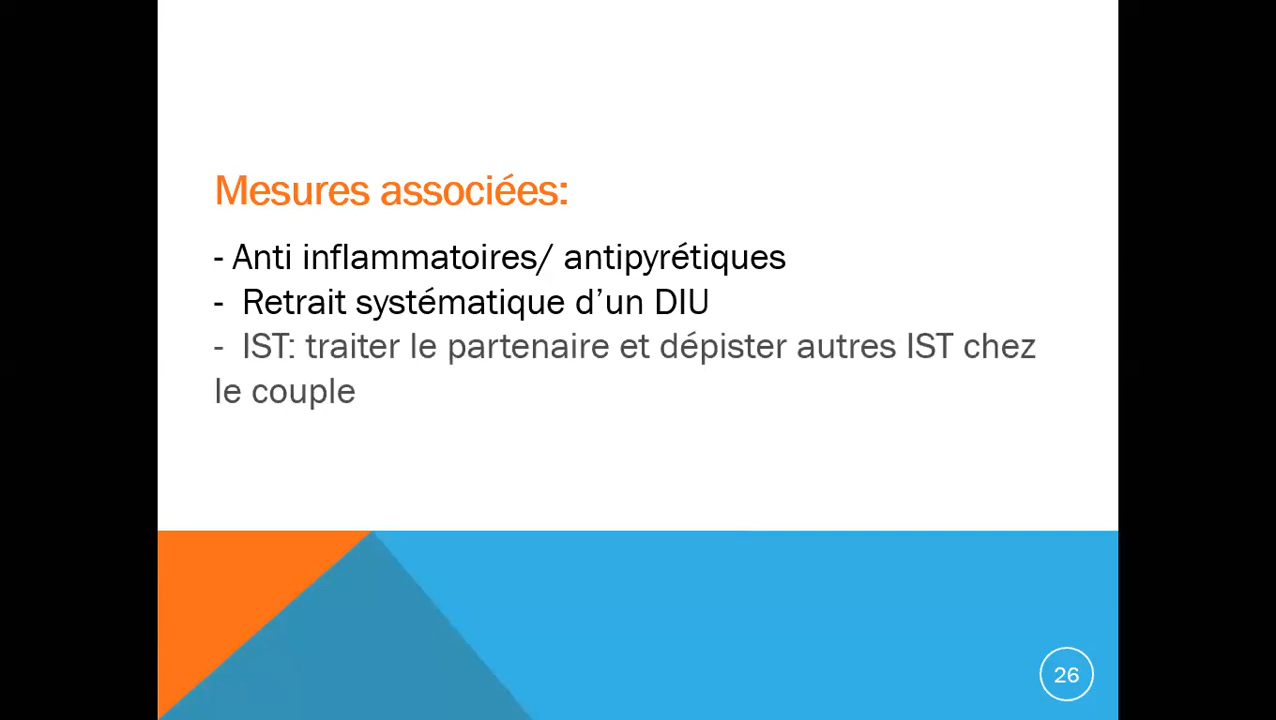 Mesures associées:
- Anti inflammatoires/ antipyrétiques
- Retrait systématique d’un DIU
- IST: traiter le partenaire et dépister autres IST chez
le couple
26